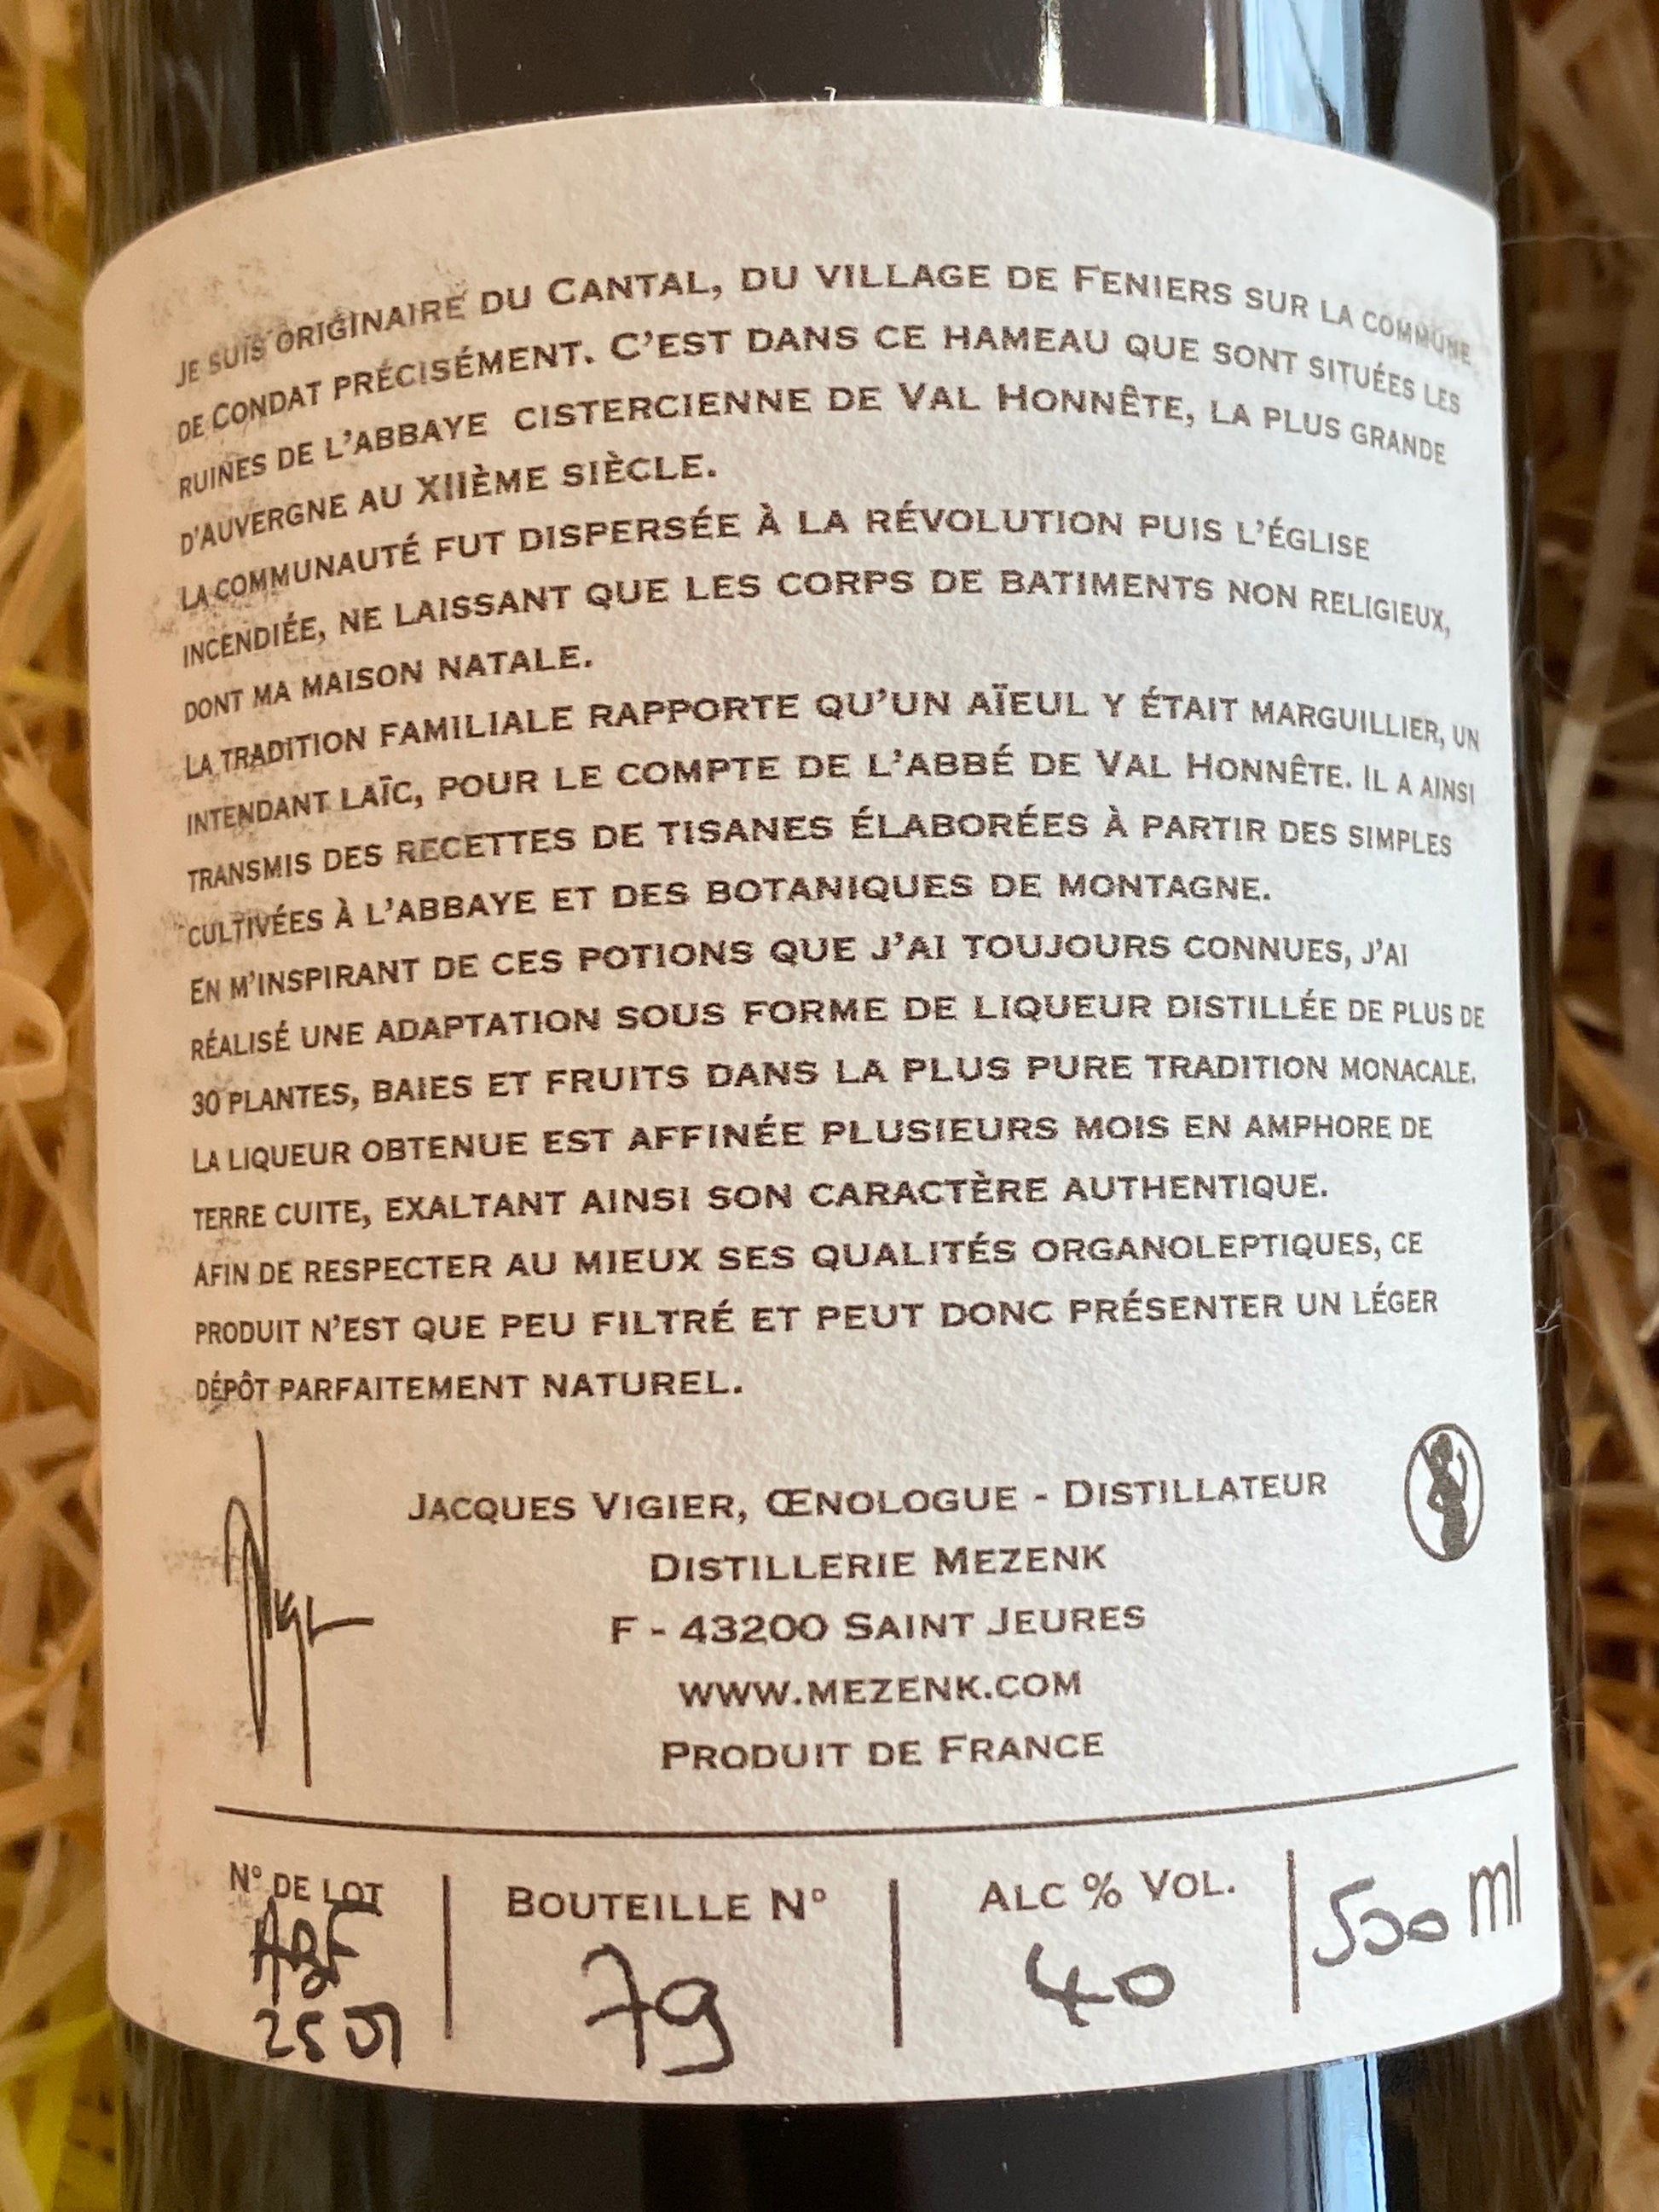 Je suis originaire du Cantal, du village de Feniers sur la commune
de Condat précisément. C'est dans ce hameau que sont situées les
ruines de l'abbaye cistercienne de Val Honnête, la plus grande
d'Auvergne au XIIème siècle.
La communauté fut dispersée à la révolution puis l'église
incendiée, ne laissant que les corps de batiments non religieux,
dont ma maison natale.
La tradition familiale rapporte qu'un aïeul y était marguillier, un
intendant laïc, pour le compte de l'abbé de Val Honnête. Il a ainsi
transmis des recettes de tisanes élaborées à partir des simples
cultivées à l'abbaye et des botaniques de montagne.
En m'inspirant de ces potions que j'ai toujours connues, j'ai
réalisé une adaptation sous forme de liqueur distillée de plus de
30 plantes, baies et fruits dans la plus pure tradition monacale.
La liqueur obtenue est affinée plusieurs mois en amphore de
terre cuite, exaltant ainsi son caractère authentique.
Afin de respecter au mieux ses qualités organoleptiques, ce
produit n'est que peu filtré et peut donc présenter un léger
dépôt parfaitement naturel.
Jacques Vigier, Œnologue - Distillateur
Distillerie Mezenk
F - 43200 Saint Jeures
www.mezenk.com
Produit de France
N° de lot
Bouteille N° 79
Alc % Vol. 40
500 ml